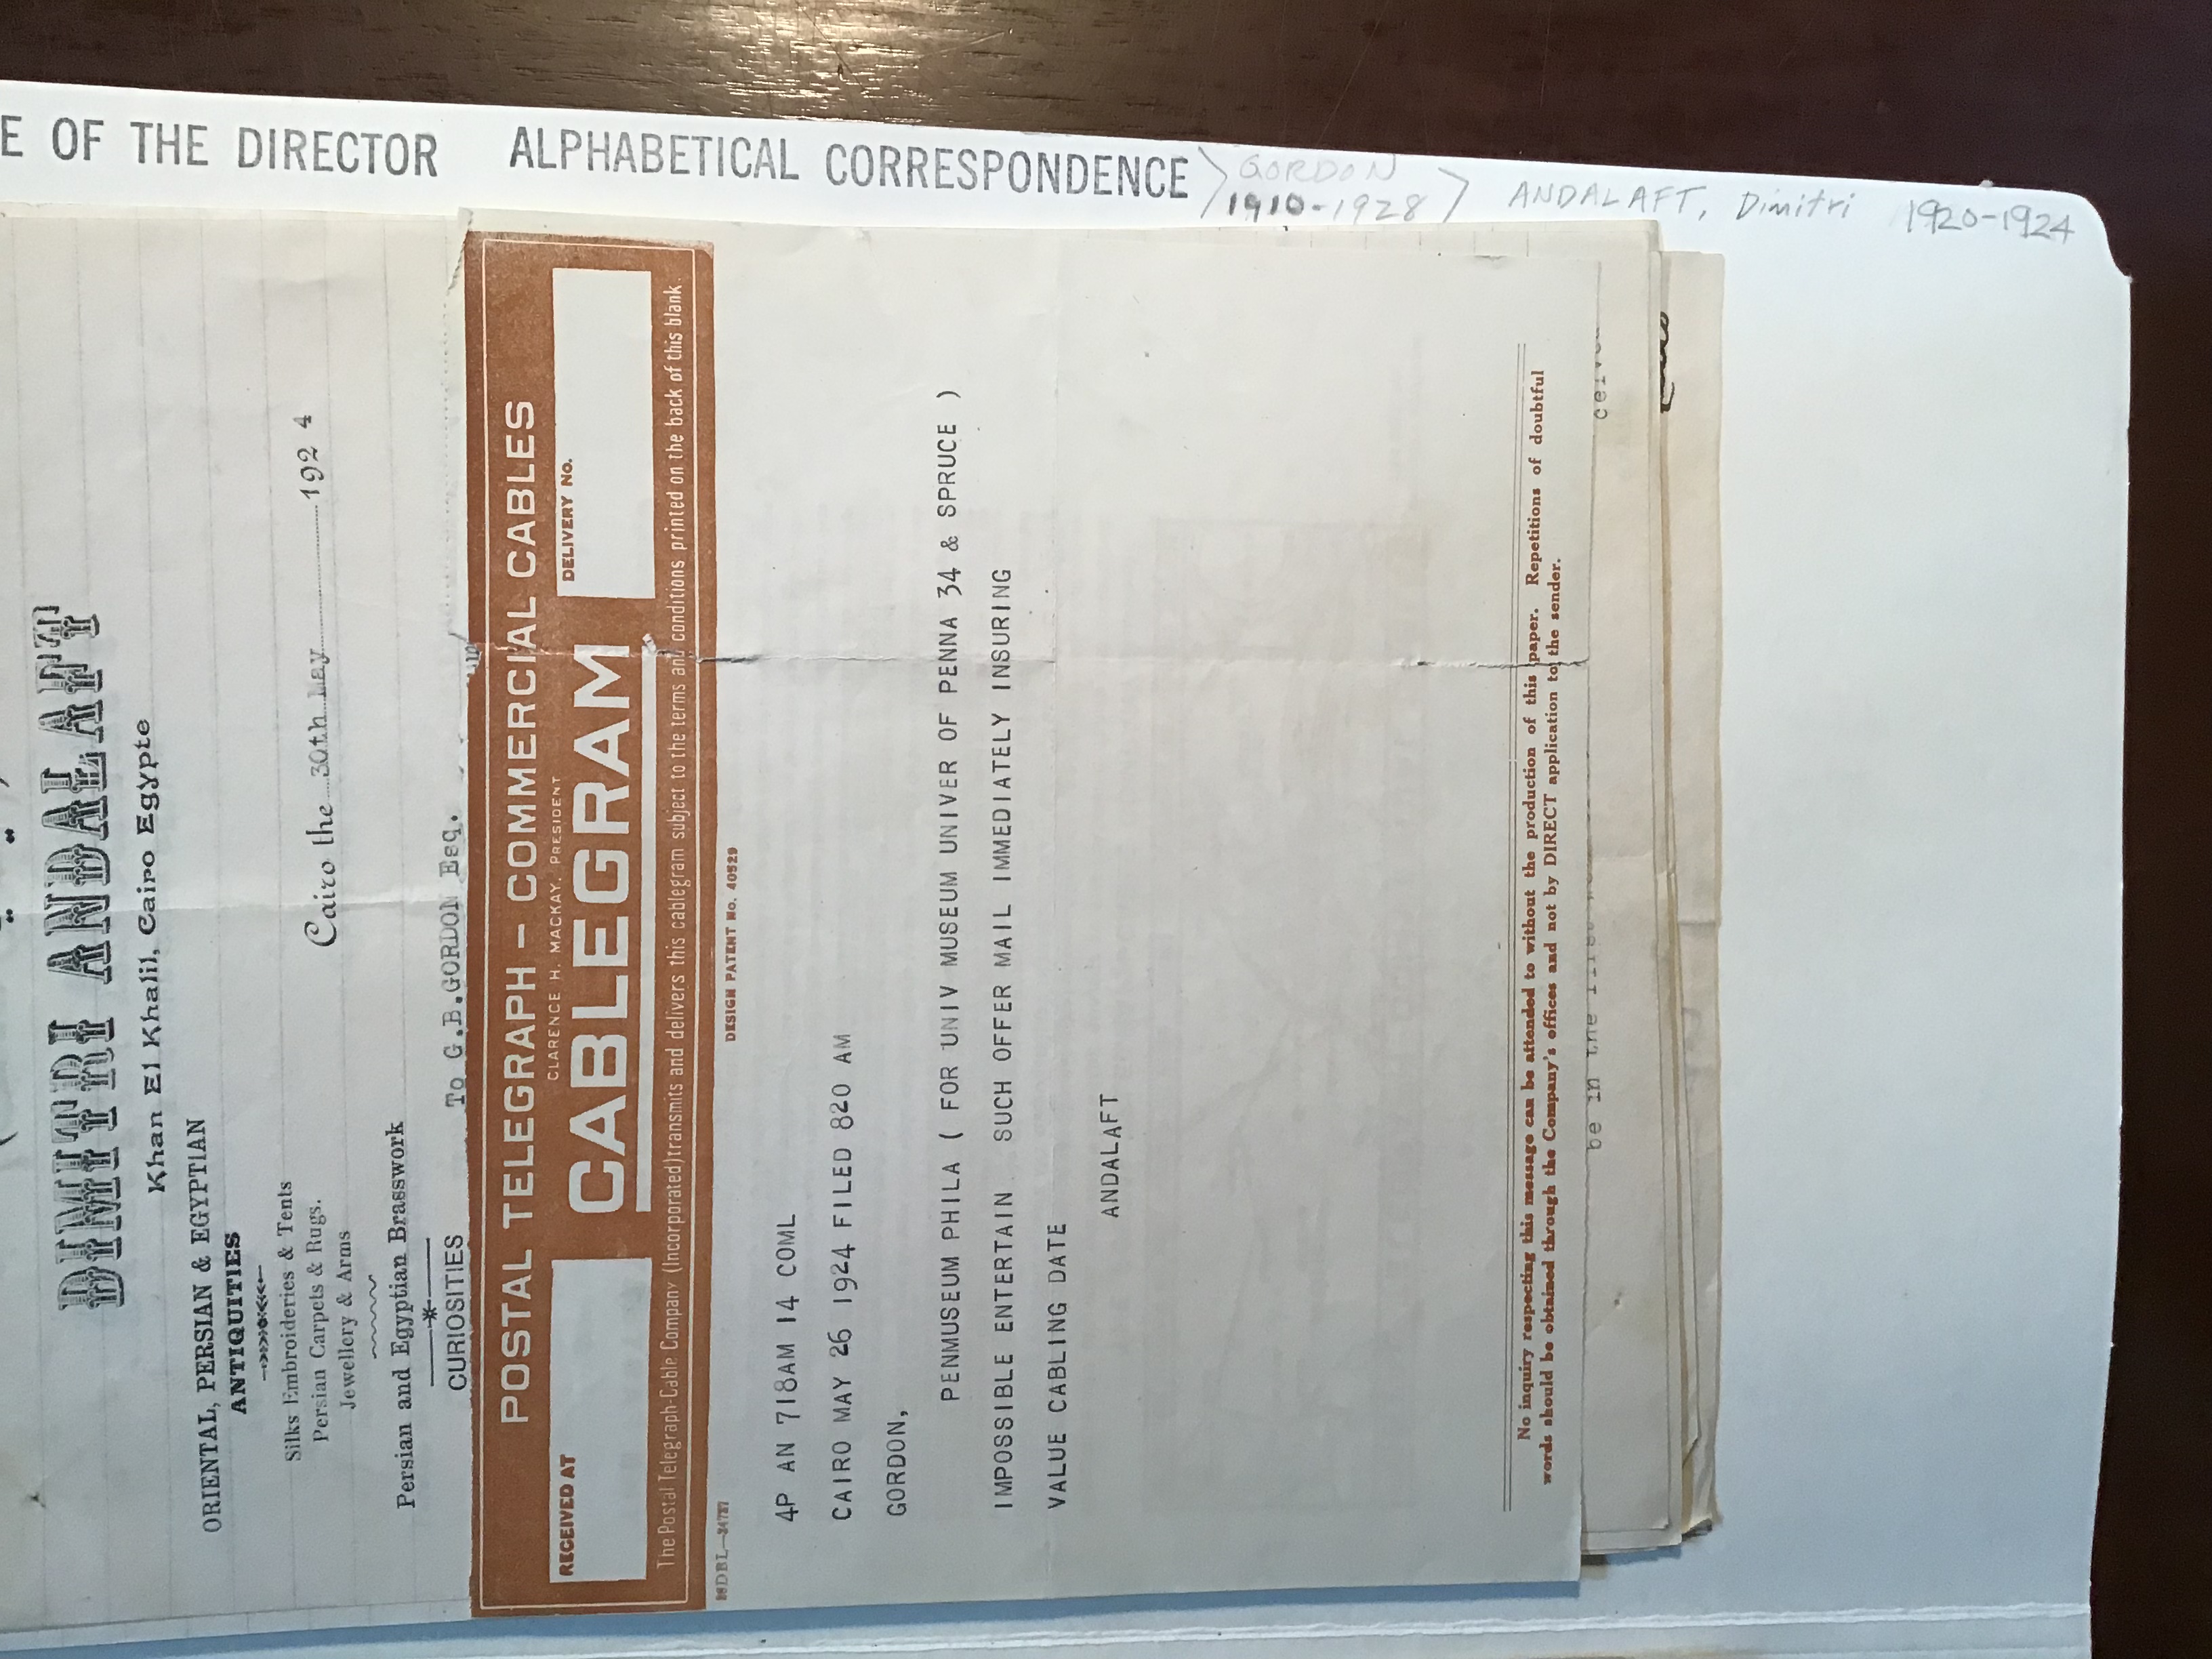 DIMITRI ANDALAFT
Khan El Khalil, Cairo Egypte
ORIENTAL, PERSIAN & EGYPTIAN
ANTIQUITIES
Silks Embroideries & Tents
Persian Carpets & Rugs.
Jewellery & Arms
Persian and Egyptian Brasswork
CURIOSITIES
Cairo the 30th May 1924
To G.B.GORDON Esq.
POSTAL TELEGRAPH - COMMERCIAL CABLES
CLARENCE H. MACKAY, PRESIDENT
RECEIVED AT
CABLEGRAM
DELIVERY No.
The Postal Telegraph-Cable Company (Incorporated) transmits and delivers this cablegram subject to the terms and conditions printed on the back of this blank.
DESIGN PATENT No. 40529
4P AN 718AM 14 COML
CAIRO MAY 26 1924 FILED 820 AM
GORDON,
PENMUSEUM PHILA ( FOR UNIV MUSEUM UNIVER OF PENNA 34 & SPRUCE )
IMPOSSIBLE ENTERTAIN SUCH OFFER MAIL IMMEDIATELY INSURING
VALUE CABLING DATE
ANDALAFT
No inquiry respecting this message can be attended to without the production of this paper. Repetitions of doubtful
words should be obtained through the Company's offices and not by DIRECT application to the sender.
be in the
E OF THE DIRECTOR ALPHABETICAL CORRESPONDENCE
GORDON
1910-1928
ANDALAFT, Dimitri 1920-1924